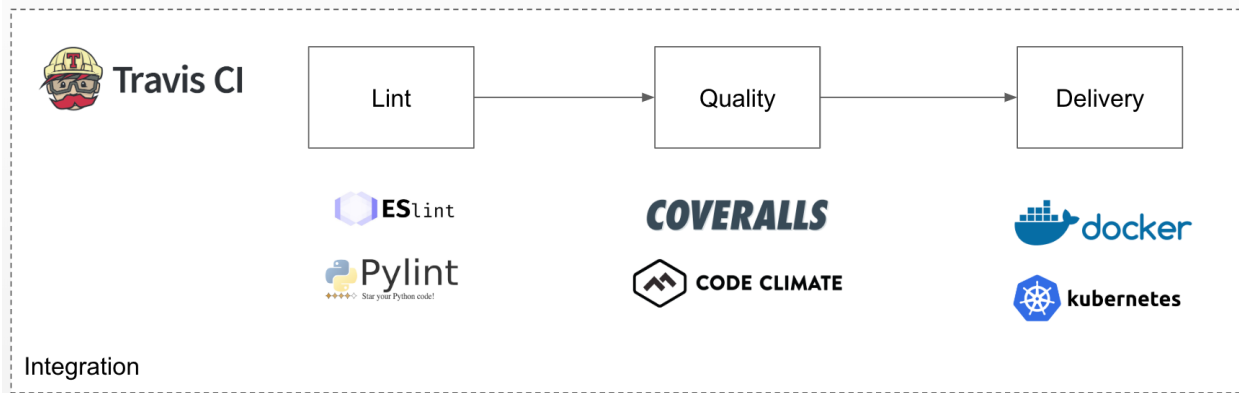 T
Travis CI
Lint
Quality
Delivery
ESlint
COVERALLS
docker
Pylint
Star your Python code!
CODE CLIMATE
kubernetes
Integration